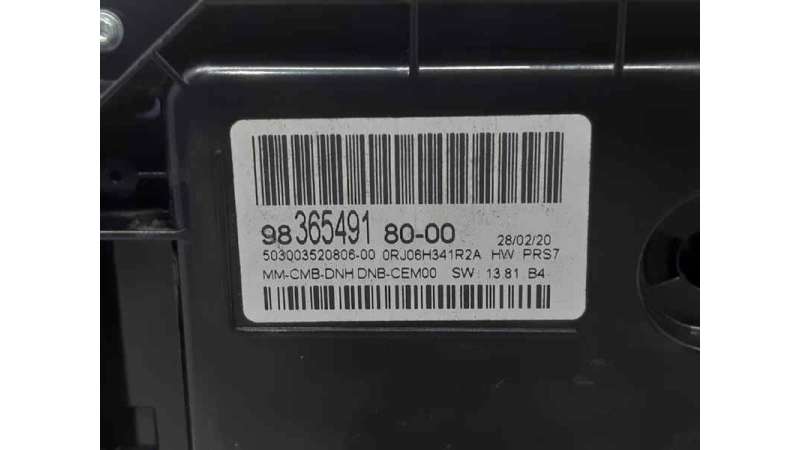 98 365491 80-00 28/02/20
503003520806-00 0RJ06H341R2A HW PRS7
MM-CMB-DNH DNB-CEM00 SW : 13.81 B4